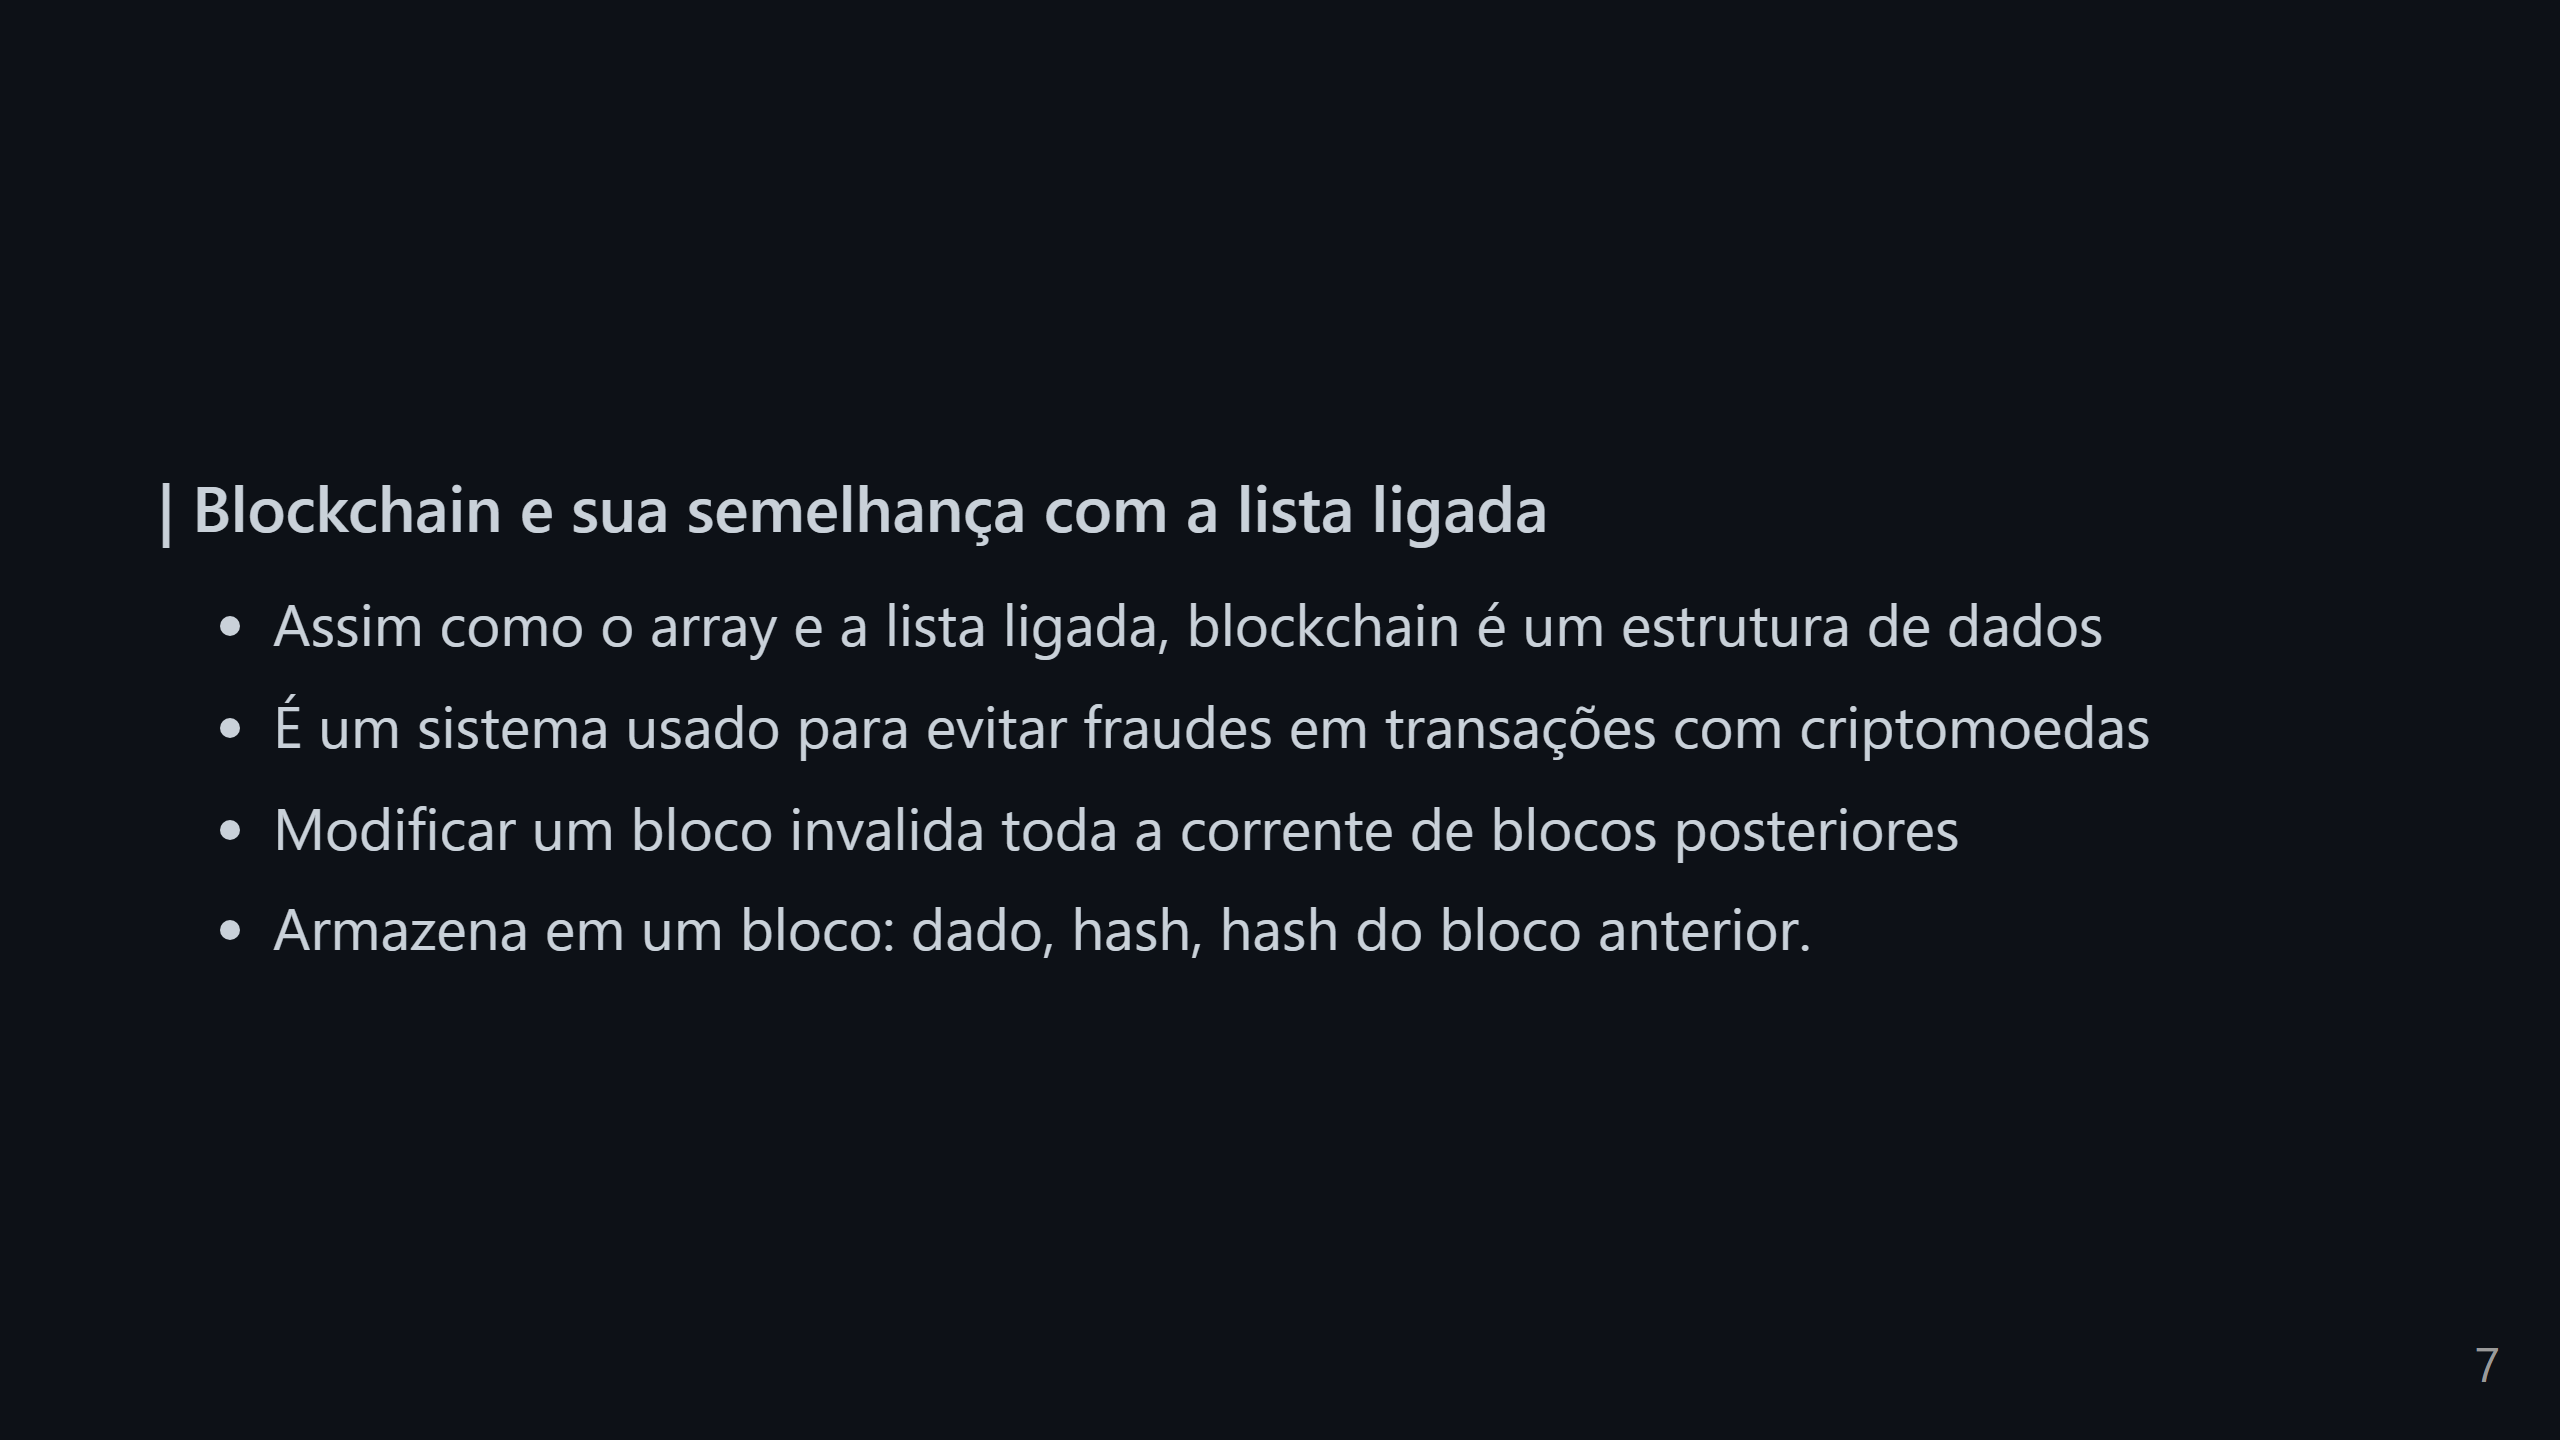 | Blockchain e sua semelhança com a lista ligada
• Assim como o array e a lista ligada, blockchain é um estrutura de dados
• É um sistema usado para evitar fraudes em transações com criptomoedas
• Modificar um bloco invalida toda a corrente de blocos posteriores
• Armazena em um bloco: dado, hash, hash do bloco anterior.
7